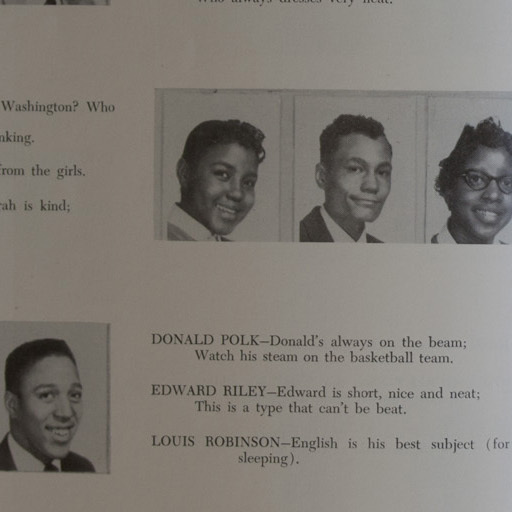 Who always dresses very neat.
Washington? Who
nking.
from the girls.
rah is kind;
DONALD POLK—Donald's always on the beam;
Watch his steam on the basketball team.
EDWARD RILEY—Edward is short, nice and neat;
This is a type that can't be beat.
LOUIS ROBINSON—English is his best subject (for
sleeping).